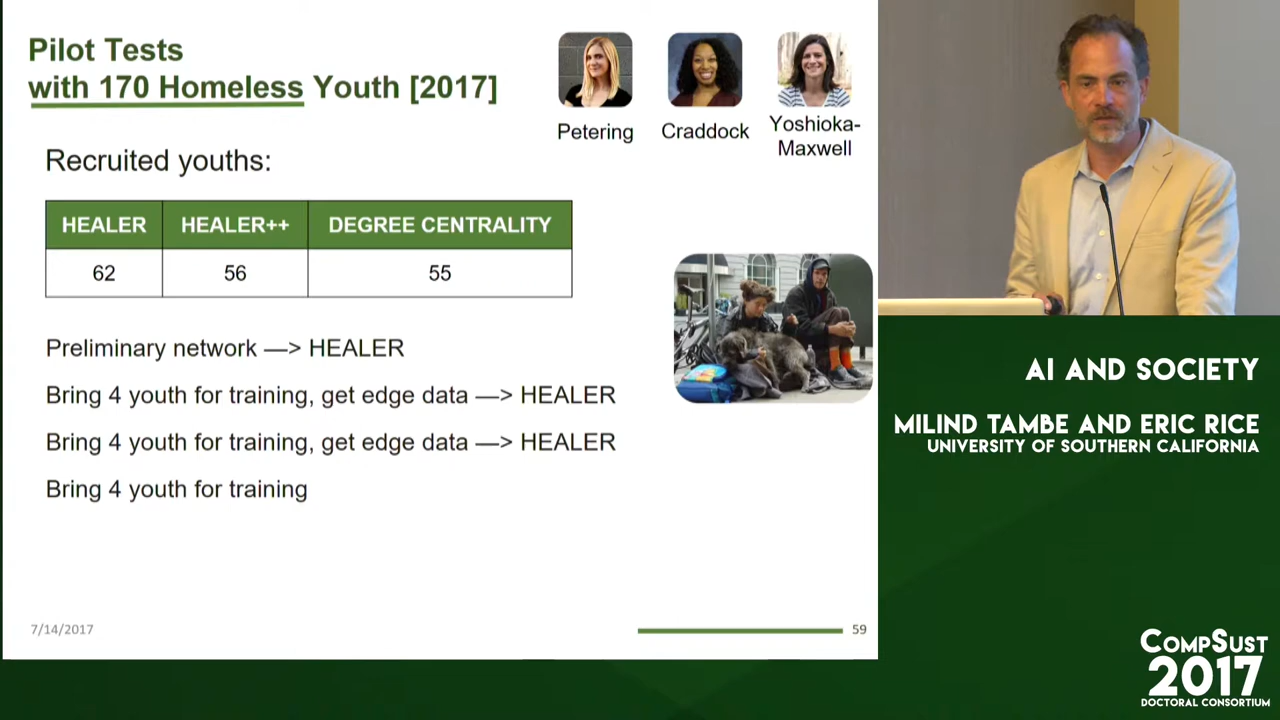 Pilot Tests
with 170 Homeless Youth [2017]
Petering
Craddock
Yoshioka-
Maxwell
Recruited youths:
HEALER HEALER++ DEGREE CENTRALITY
62 56 55
Preliminary network —> HEALER
Bring 4 youth for training, get edge data —> HEALER
Bring 4 youth for training, get edge data —> HEALER
Bring 4 youth for training
7/14/2017
59
AI AND SOCIETY
MILIND TAMBE AND ERIC RICE
UNIVERSITY OF SOUTHERN CALIFORNIA
COMPSUST
2017
DOCTORAL CONSORTIUM